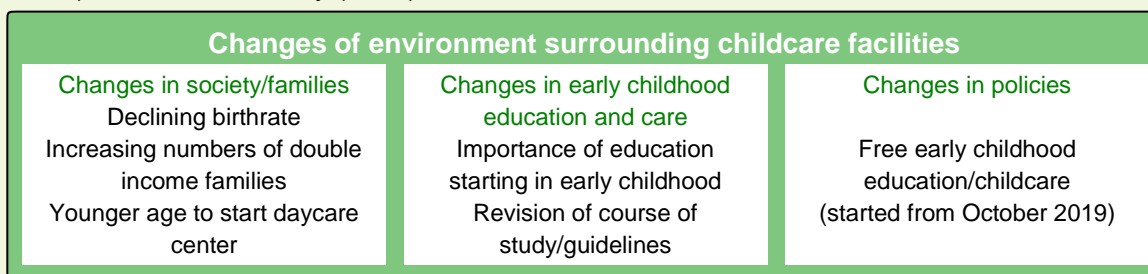 Changes of environment surrounding childcare facilities
Changes in society/families
Declining birthrate
Increasing numbers of double
income families
Younger age to start daycare
center
Changes in early childhood
education and care
Importance of education
starting in early childhood
Revision of course of
study/guidelines
Changes in policies
Free early childhood
education/childcare
(started from October 2019)